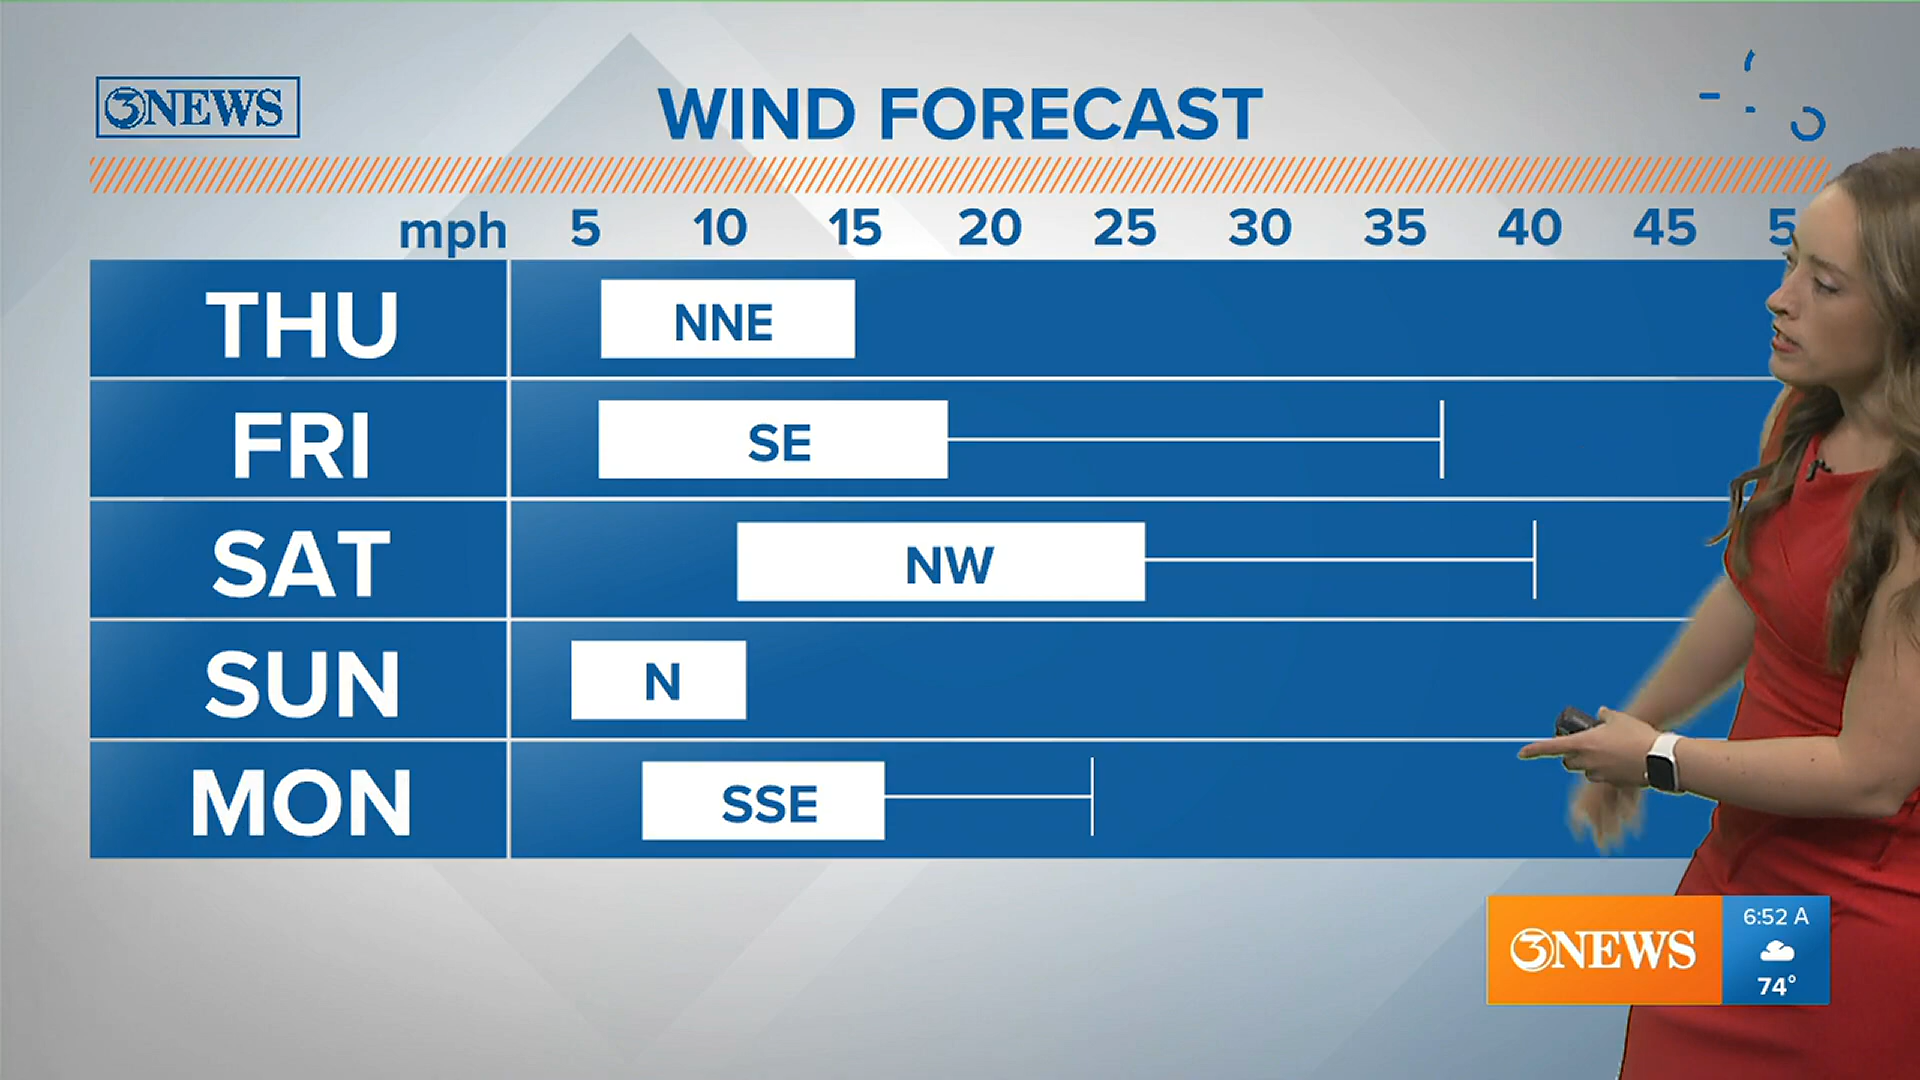 3NEWS
WIND FORECAST
mph 5 10 15 20 25 30 35 40 45
THU NNE
FRI SE
SAT NW
SUN N
MON SSE
3NEWS
6:52 A
74°